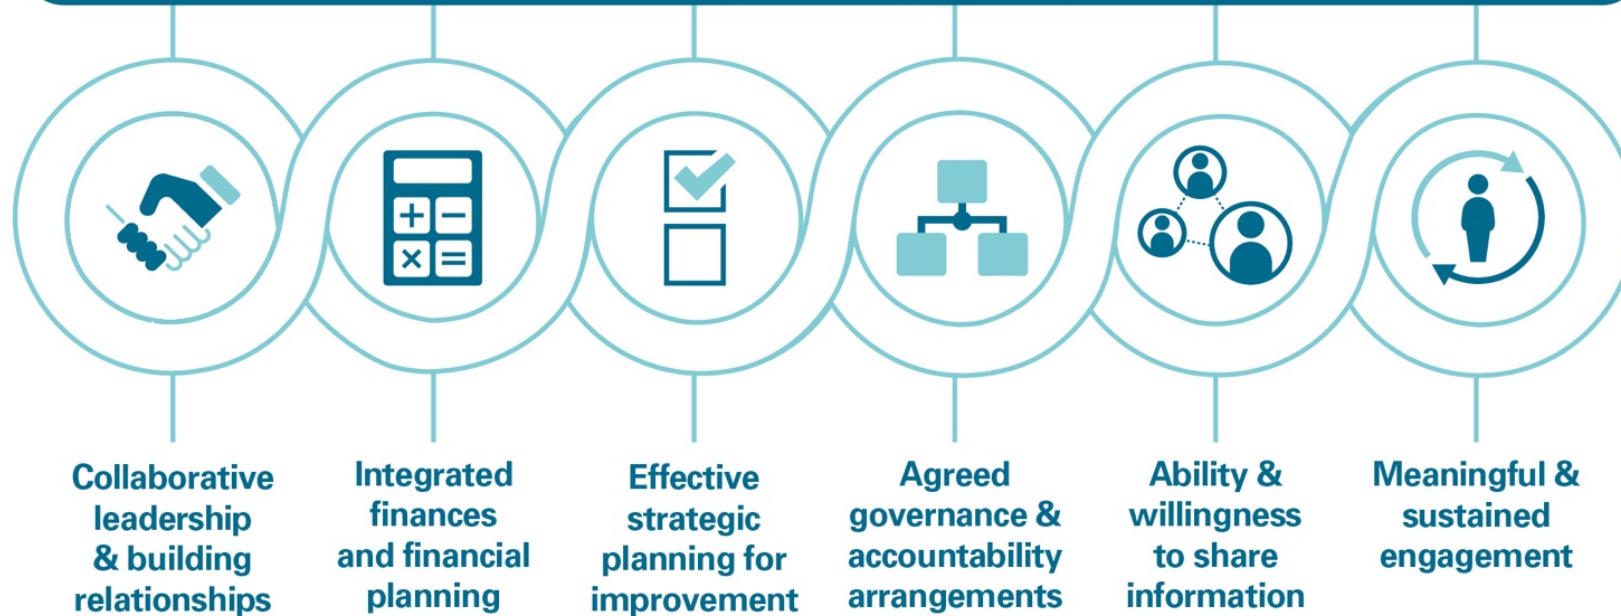 Collaborative
leadership
& building
relationships
Integrated
finances
and financial
planning
Effective
strategic
planning for
improvement
Agreed
governance &
accountability
arrangements
Ability &
willingness
to share
information
Meaningful &
sustained
engagement